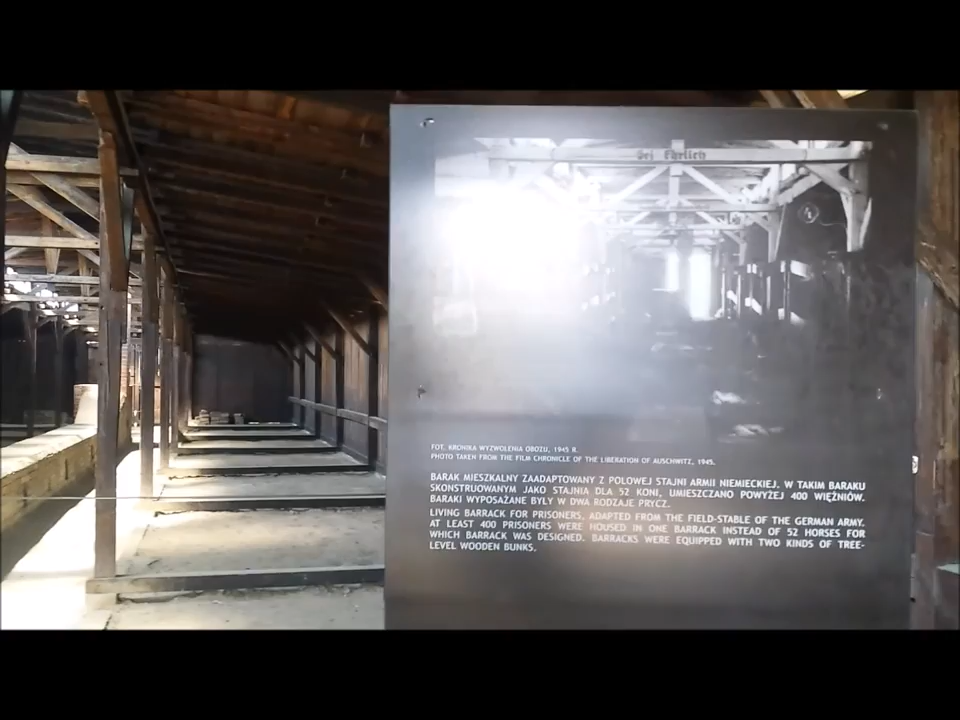 Sei Ehrlich
FOT. KRONIKA WYZWOLENIA OBOZU, 1945 R.
PHOTO TAKEN FROM THE FILM CHRONICLE OF THE LIBERATION OF AUSCHWITZ, 1945.
BARAK MIESZKALNY ZAADAPTOWANY Z POLOWEJ STAJNI ARMII NIEMIECKIEJ. W TAKIM BARAKU
SKONSTRUOWANYM JAKO STAJNIA DLA 52 KONI, UMIESZCZANO POWYŻEJ 400 WIĘŹNIÓW.
BARAKI WYPOSAŻANE BYŁY W DWA RODZAJE PRYCZ.
LIVING BARRACK FOR PRISONERS, ADAPTED FROM THE FIELD-STABLE OF THE GERMAN ARMY.
AT LEAST 400 PRISONERS WERE HOUSED IN ONE BARRACK INSTEAD OF 52 HORSES FOR
WHICH BARRACK WAS DESIGNED. BARRACKS WERE EQUIPPED WITH TWO KINDS OF TREE-
LEVEL WOODEN BUNKS.